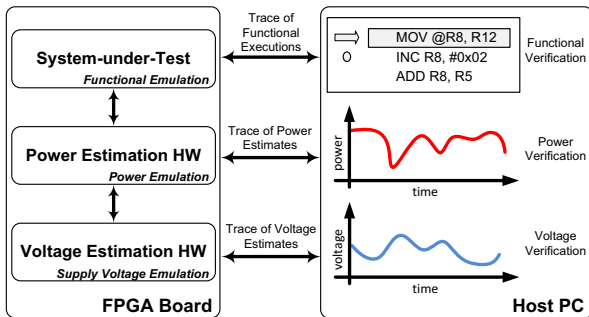 System-under-Test
Functional Emulation
Power Estimation HW
Power Emulation
Voltage Estimation HW
Supply Voltage Emulation
FPGA Board
Trace of
Functional
Executions
Trace of Power
Estimates
Trace of Voltage
Estimates
MOV @R8, R12
INC R8, #0x02
ADD R8, R5
Functional
Verification
power
time
Power
Verification
voltage
time
Voltage
Verification
Host PC